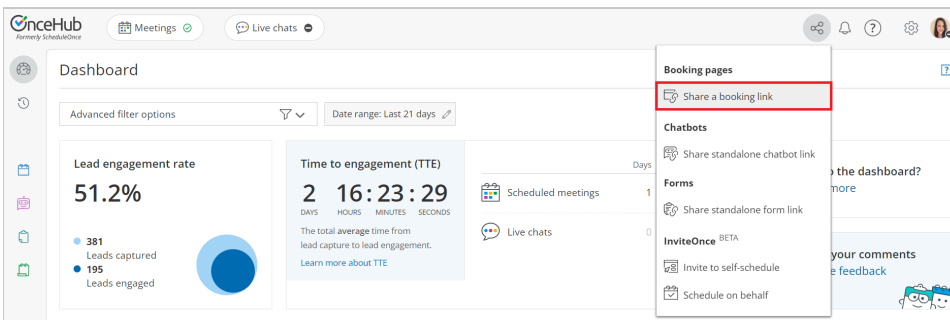 OnceHub
Formerly ScheduleOnce
Meetings
Live chats
?
Dashboard
?
Advanced filter options
Date range: Last 21 days
Lead engagement rate
51.2%
381
Leads captured
195
Leads engaged
Time to engagement (TTE)
2 16 : 23 : 29
DAYS HOURS MINUTES SECONDS
The total average time from
lead capture to lead engagement.
Learn more about TTE
Days
Scheduled meetings 1
Live chats 0
Booking pages
Share a booking link
Chatbots
Share standalone chatbot link
Forms
Share standalone form link
InviteOnce BETA
Invite to self-schedule
Schedule on behalf
the dashboard?
more
your comments
feedback